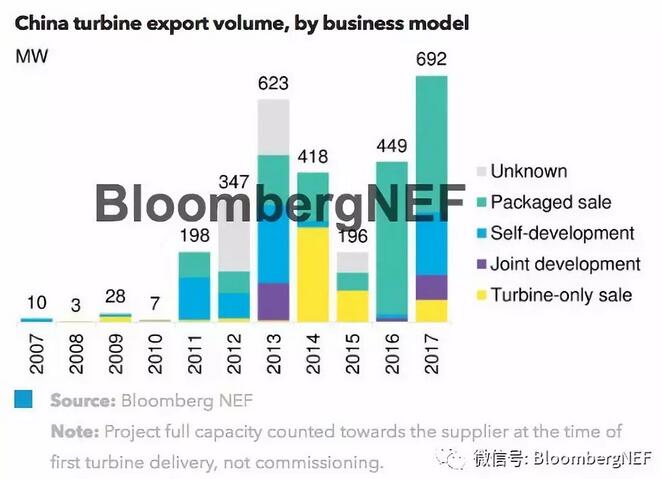 China turbine export volume, by business model
MW
692
623
449
418
347
198
196
28
10
3
7
BloombergNEF
Unknown
Packaged sale
Self-development
Joint development
Turbine-only sale
2007
2008
2009
2010
2011
2012
2013
2014
2015
2016
2017
Source: Bloomberg NEF
Note: Project full capacity counted towards the supplier at the time of
first turbine delivery, not commissioning.
微信号: BloombergNEF